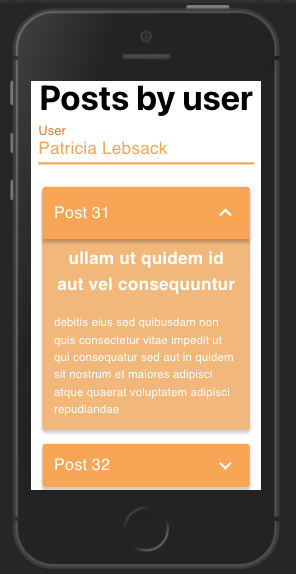 Posts by user
User
Patricia Lebsack
Post 31
ullam ut quidem id
aut vel consequuntur
debitis eius sed quibusdam non
quis consectetur vitae impedit ut
qui consequatur sed aut in quidem
sit nostrum et maiores adipisci
atque quaerat voluptatem adipisci
repudiandae
Post 32